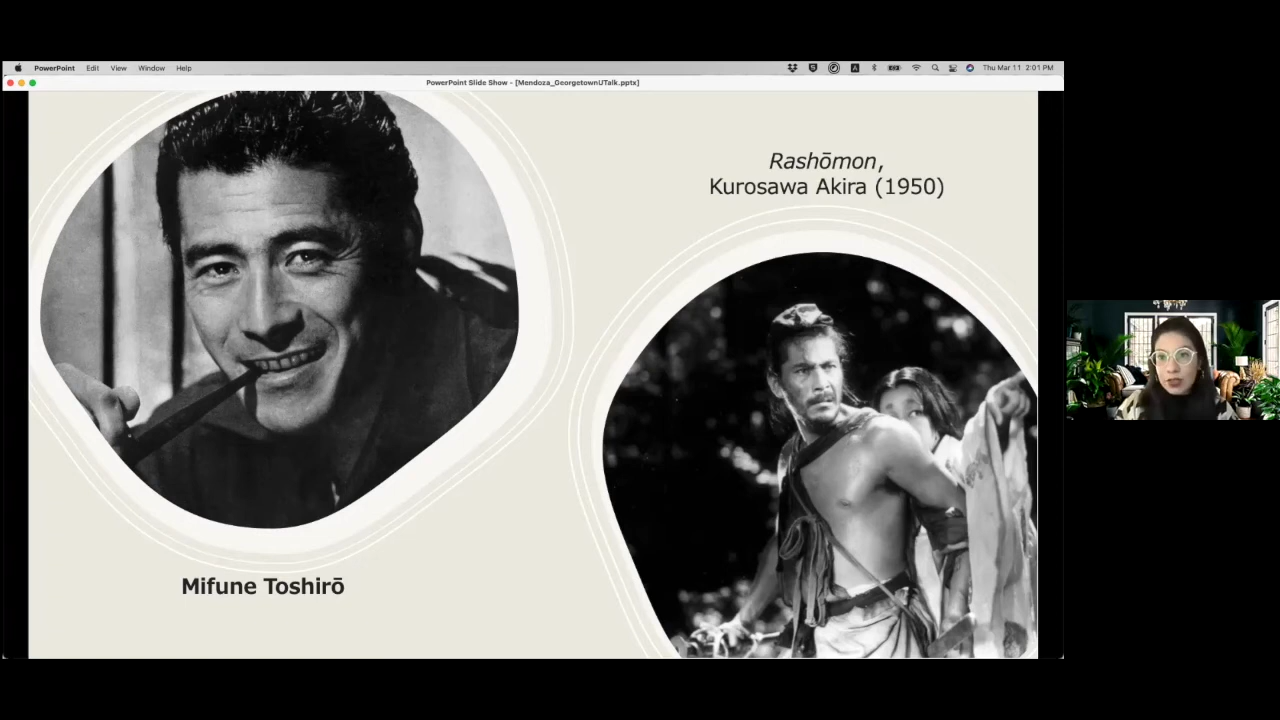 PowerPoint Edit View Window Help Thu Mar 11 2:01 PM
PowerPoint Slide Show - [Mendoza_GeorgetownUTalk.pptx]
Rashōmon,
Kurosawa Akira (1950)
Mifune Toshirō